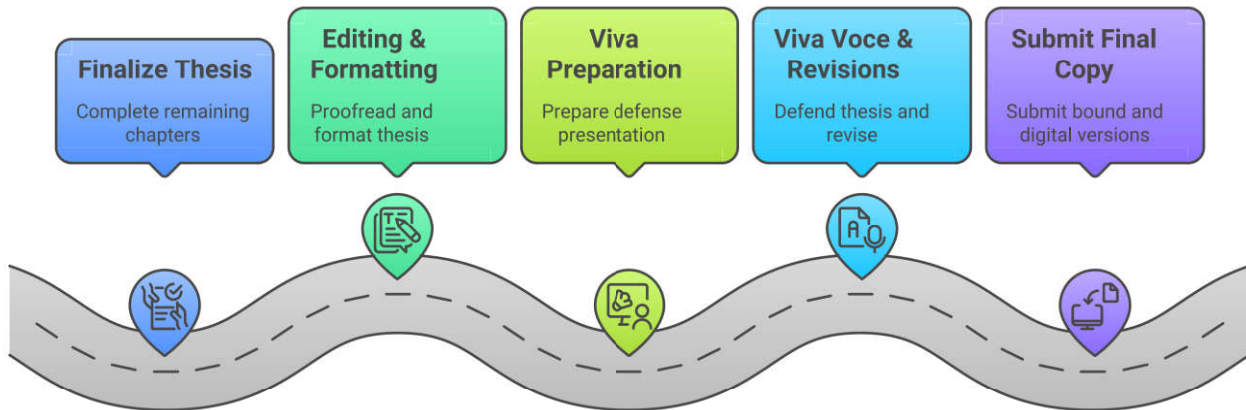 Finalize Thesis
Complete remaining
chapters
Editing &
Formatting
Proofread and
format thesis
Viva
Preparation
Prepare defense
presentation
Viva Voce &
Revisions
Defend thesis and
revise
Submit Final
Copy
Submit bound and
digital versions
T
A